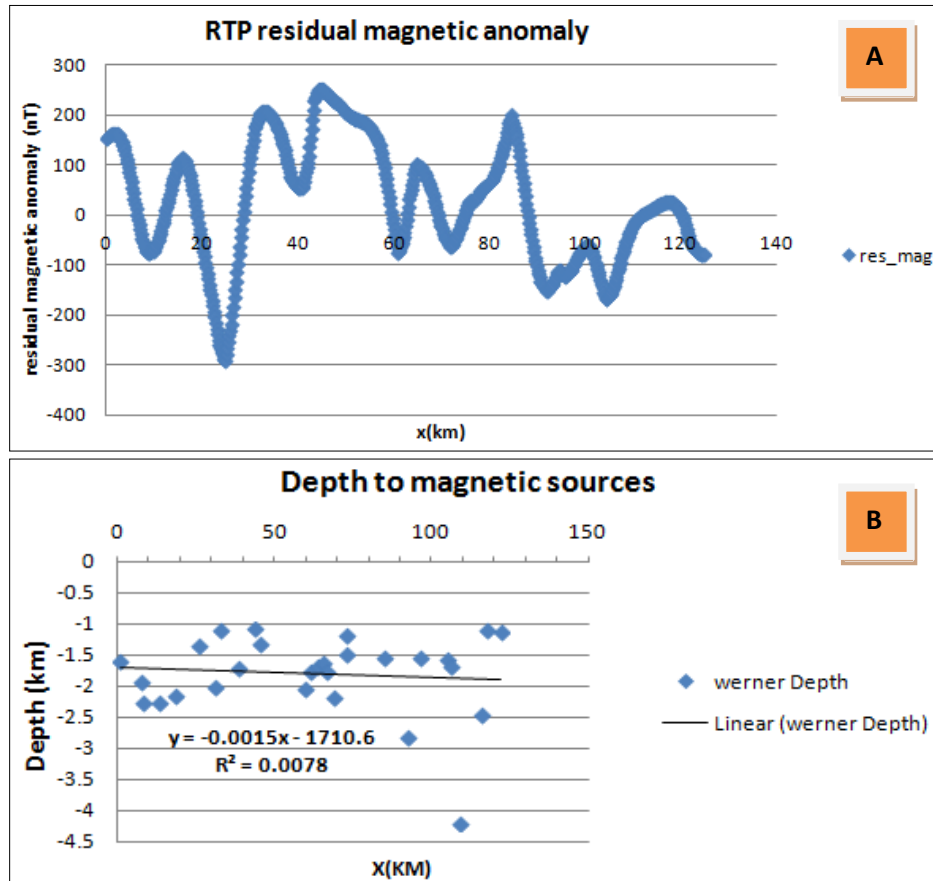 RTP residual magnetic anomaly
A
residual magnetic anomaly (nT)
300
200
100
0
-100
-200
-300
-400
0 20 40 60 80 100 120 140
x(km)
res_mag
Depth to magnetic sources
B
0 50 100 150
Depth (km)
0
-0.5
-1
-1.5
-2
-2.5
-3
-3.5
-4
-4.5
y = -0.0015x - 1710.6
R² = 0.0078
werner Depth
Linear (werner Depth)
X(KM)